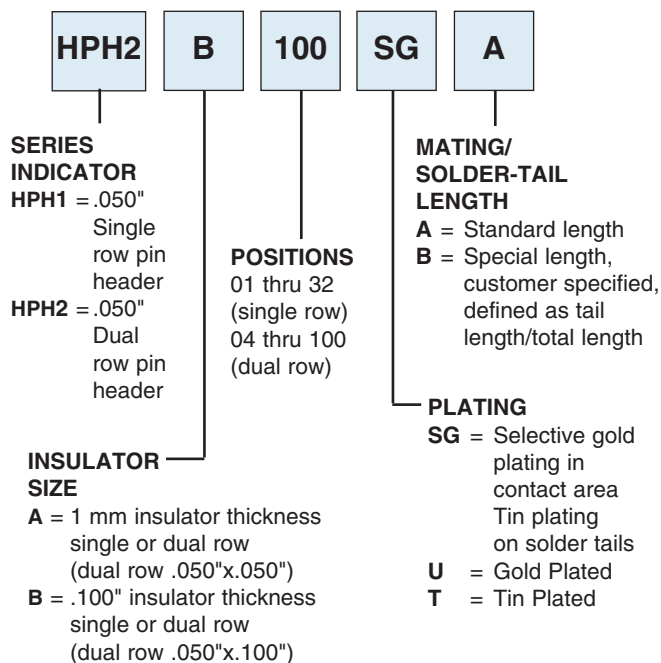 HPH2 B 100 SG A
SERIES
INDICATOR
HPH1 = .050"
Single
row pin
header
HPH2 = .050"
Dual
row pin
header
POSITIONS
01 thru 32
(single row)
04 thru 100
(dual row)
MATING/
SOLDER-TAIL
LENGTH
A = Standard length
B = Special length,
customer specified,
defined as tail
length/total length
INSULATOR
SIZE
A = 1 mm insulator thickness
single or dual row
(dual row .050"x.050")
B = .100" insulator thickness
single or dual row
(dual row .050"x.100")
PLATING
SG = Selective gold
plating in
contact area
Tin plating
on solder tails
U = Gold Plated
T = Tin Plated